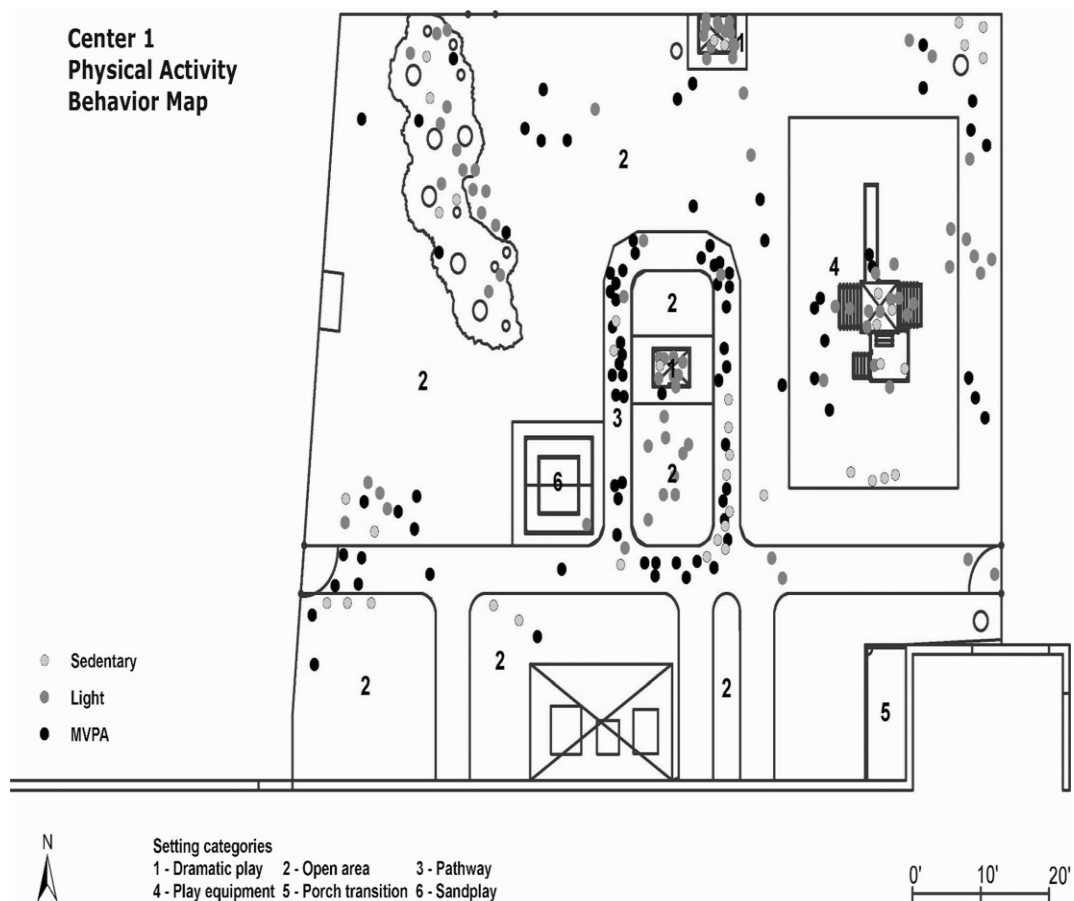 Center 1
Physical Activity
Behavior Map
1
2
4
2
1
2
3
2
6
Sedentary
Light
MVPA
2
2
2
5
N
Setting categories
1 - Dramatic play 2 - Open area 3 - Pathway
4 - Play equipment 5 - Porch transition 6 - Sandplay
0' 10' 20'